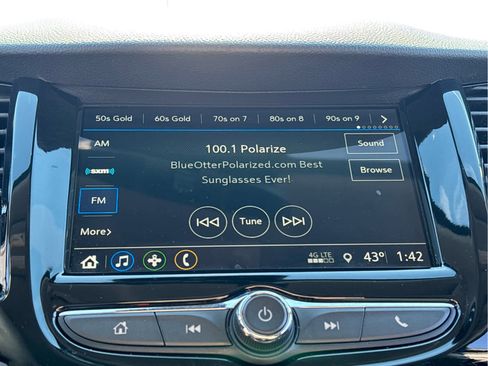 50s Gold 60s Gold 70s on 7 80s on 8 90s on 9
AM
100.1 Polarize
Sound
BlueOtterPolarized.com Best
Sunglasses Ever!
Browse
sxm
FM
Tune
More>
4G LTE
43° 1:42